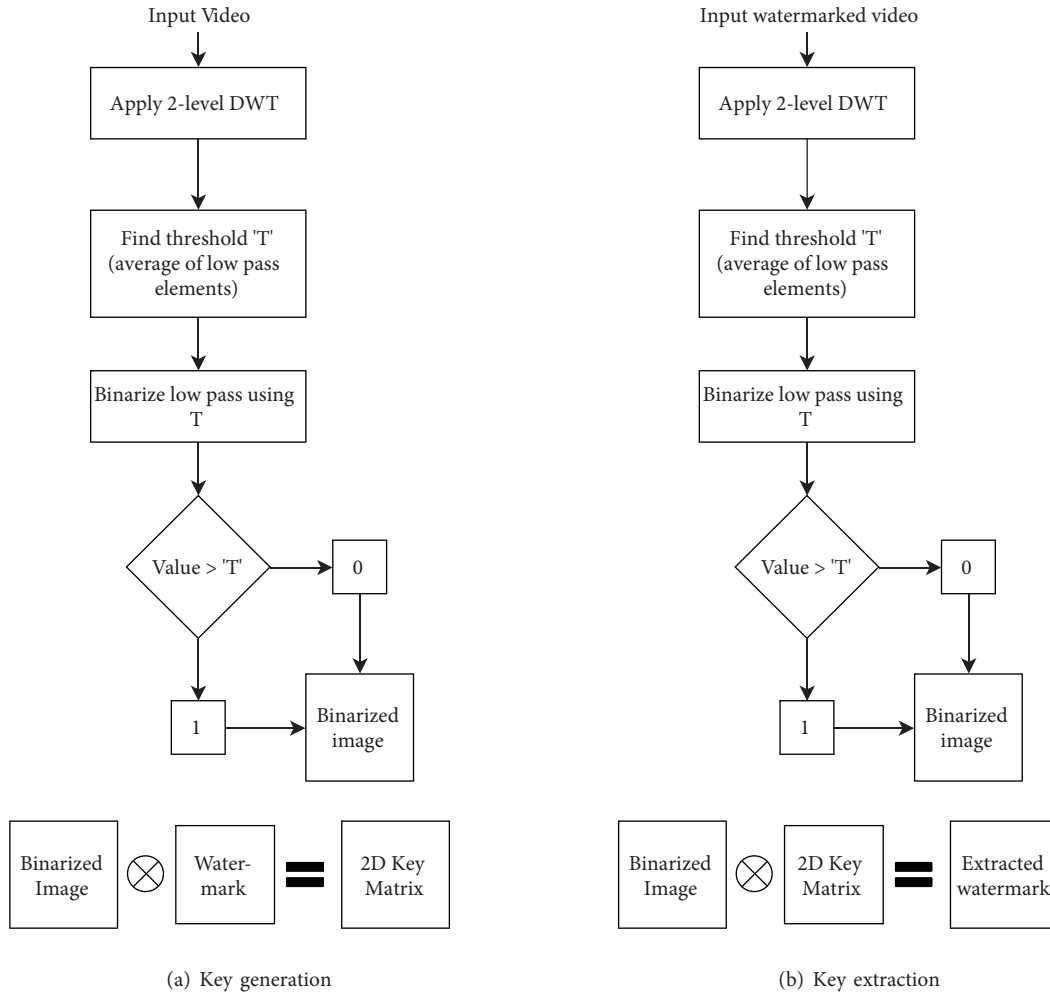 Input Video
Apply 2-level DWT
Find threshold 'T'
(average of low pass
elements)
Binarize low pass using
T
Value > 'T'
0
1
Binarized
image
Binarized
Image
Water-
mark
2D Key
Matrix
(a) Key generation
Input watermarked video
Apply 2-level DWT
Find threshold 'T'
(average of low pass
elements)
Binarize low pass using
T
Value > 'T'
0
1
Binarized
image
Binarized
Image
2D Key
Matrix
Extracted
watermark
(b) Key extraction